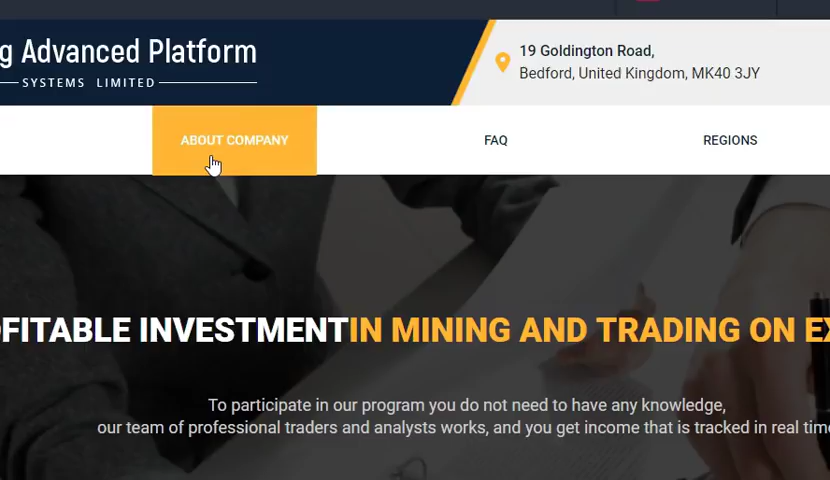 g Advanced Platform
SYSTEMS LIMITED
19 Goldington Road,
Bedford, United Kingdom, MK40 3JY
ABOUT COMPANY
FAQ
REGIONS
OFITABLE INVESTMENTIN MINING AND TRADING ON EX
To participate in our program you do not need to have any knowledge,
our team of professional traders and analysts works, and you get income that is tracked in real time